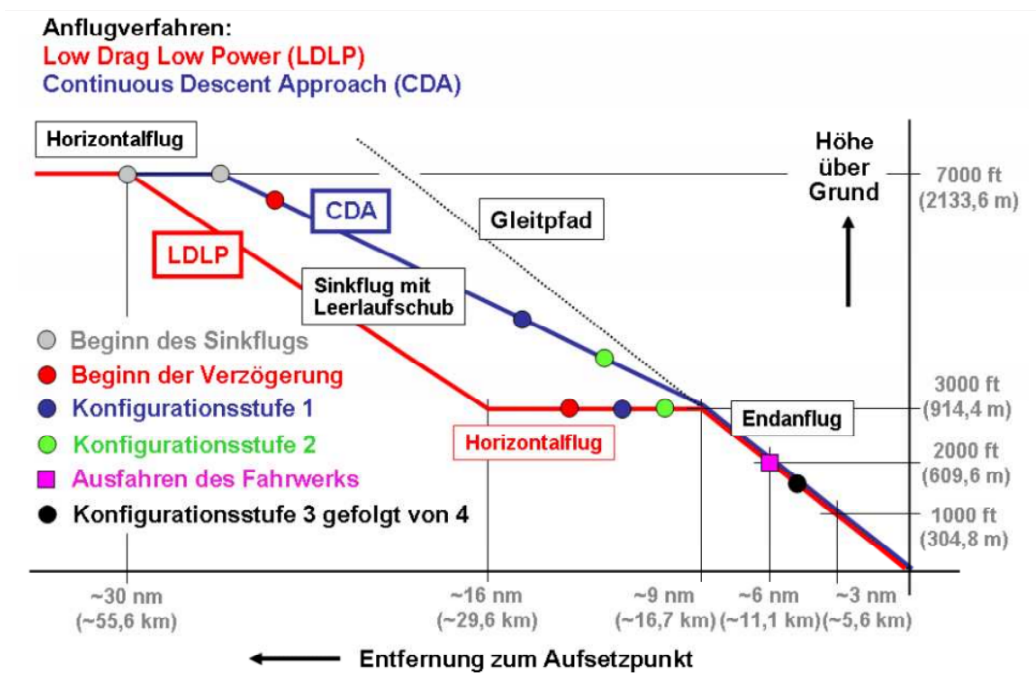 Anflugverfahren:
Low Drag Low Power (LDLP)
Continuous Descent Approach (CDA)
Horizontalflug
Höhe
über
Grund
7000 ft
(2133,6 m)
CDA
Gleitpfad
LDLP
Sinkflug mit
Leerlaufschub
Beginn des Sinkflugs
Beginn der Verzögerung
Konfigurationsstufe 1
Konfigurationsstufe 2
Ausfahren des Fahrwerks
Konfigurationsstufe 3 gefolgt von 4
Horizontalflug
Endanflug
3000 ft
(914,4 m)
2000 ft
(609,6 m)
1000 ft
(304,8 m)
~30 nm
(~55,6 km)
~16 nm
(~29,6 km)
~9 nm
(~16,7 km)
~6 nm
(~11,1 km)
~3 nm
(~5,6 km)
Entfernung zum Aufsetzpunkt